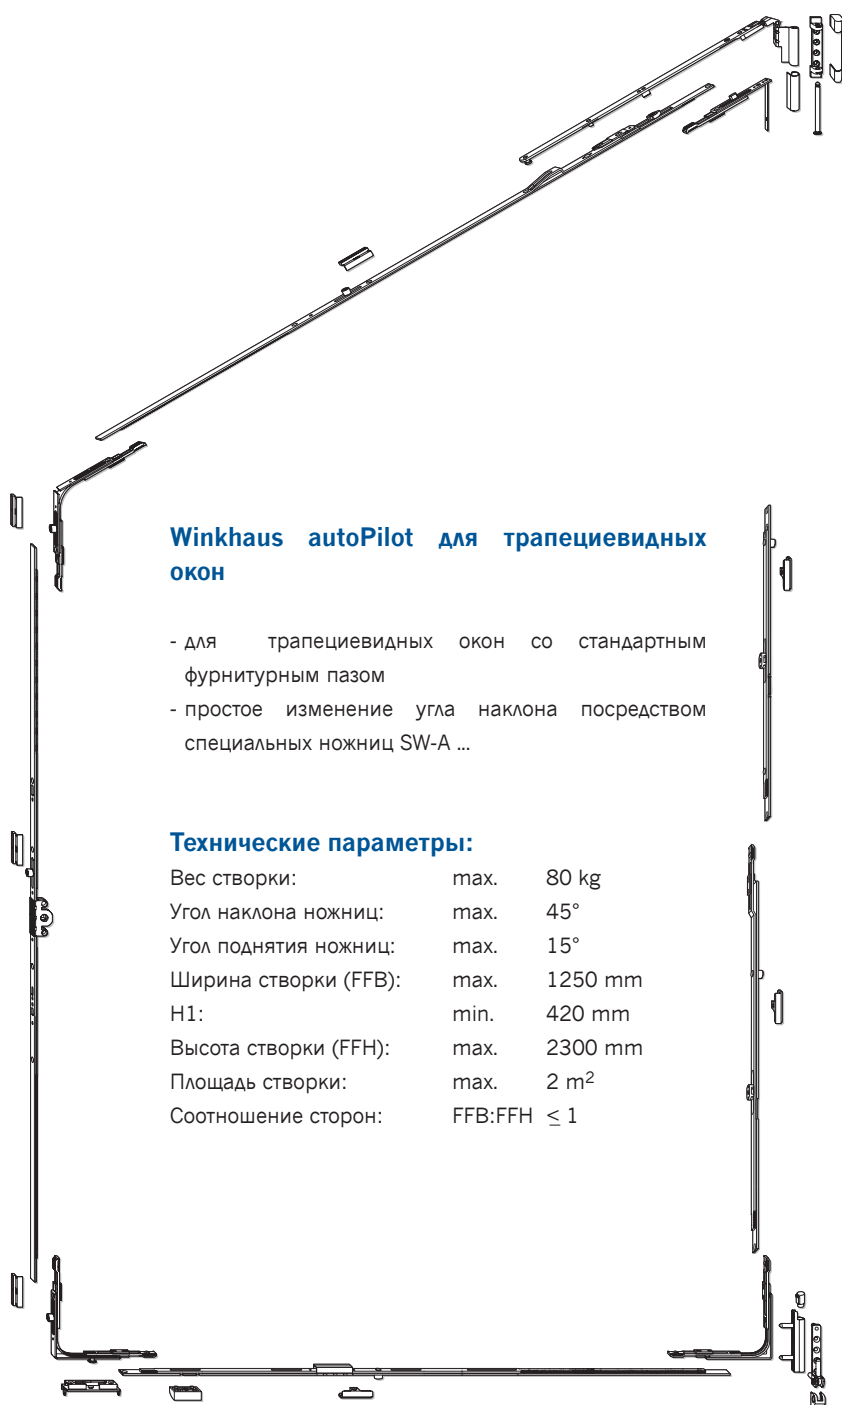 Winkhaus autoPilot для трапециевидных
окон
- для трапециевидных окон со стандартным
фурнитурным пазом
- простое изменение угла наклона посредством
специальных ножниц SW-A ...
Технические параметры:
Вес створки: max. 80 kg
Угол наклона ножниц: max. 45°
Угол поднятия ножниц: max. 15°
Ширина створки (FFB): max. 1250 mm
H1: min. 420 mm
Высота створки (FFH): max. 2300 mm
Площадь створки: max. 2 m²
Соотношение сторон: FFB:FFH ≤ 1